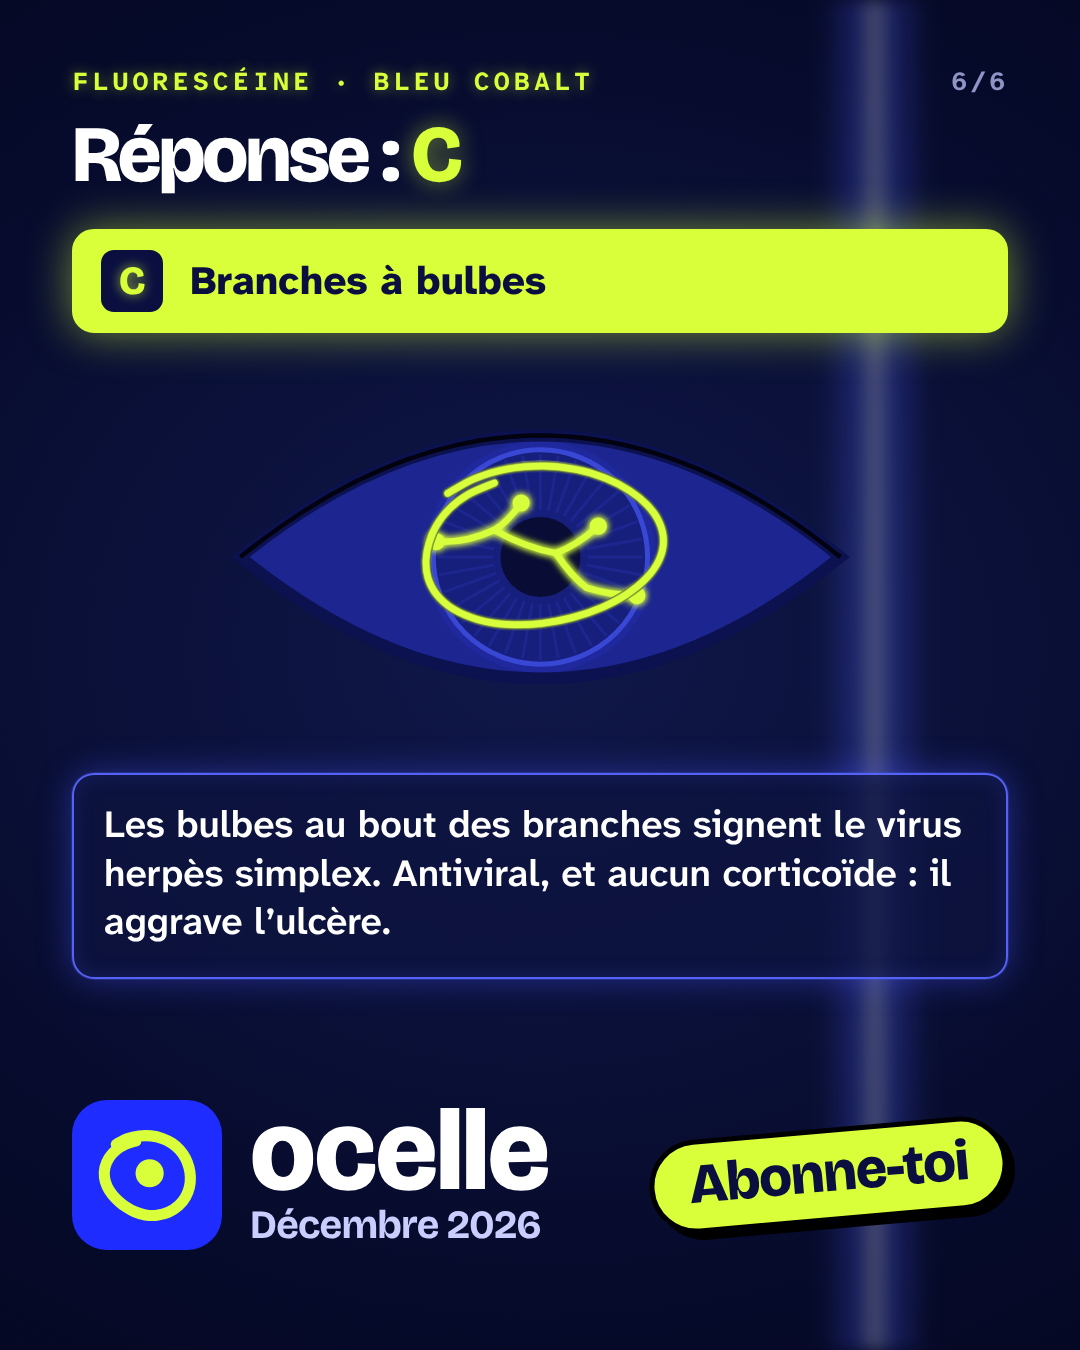 FLUORESCÉINE · BLEU COBALT
6/6
Réponse : C
C Branches à bulbes
Les bulbes au bout des branches signent le virus
herpès simplex. Antiviral, et aucun corticoïde : il
aggrave l’ulcère.
ocelle
Décembre 2026
Abonne-toi